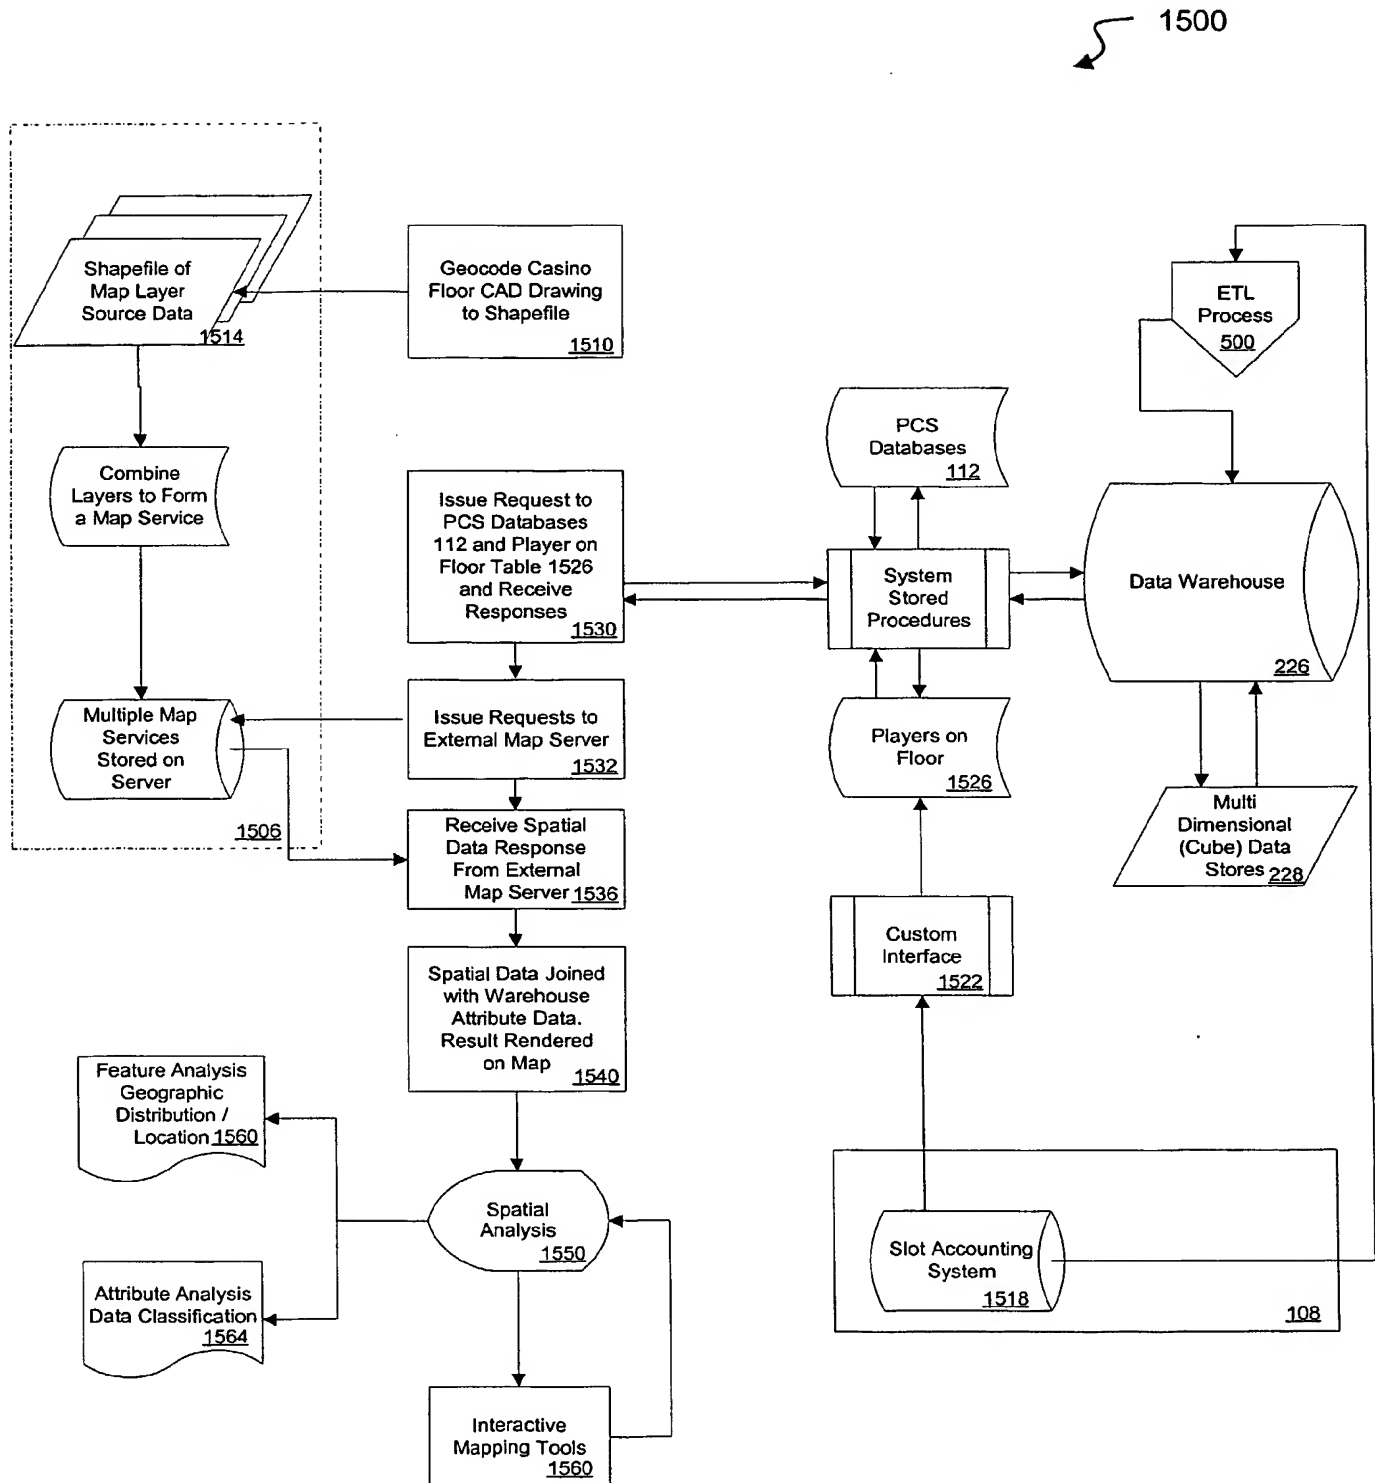 1500
Shapefile of
Map Layer
Source Data
1514
Geocode Casino
Floor CAD Drawing
to Shapefile
1510
ETL
Process
500
PCS
Databases
112
Combine
Layers to Form
a Map Service
Issue Request to
PCS Databases
112 and Player on
Floor Table 1526
and Receive
Responses
1530
System
Stored
Procedures
Data Warehouse
226
Multiple Map
Services
Stored on
Server
1506
Issue Requests to
External Map Server
1532
Players on
Floor
1526
Receive Spatial
Data Response
From External
Map Server 1536
Multi
Dimensional
(Cube) Data
Stores 228
Custom
Interface
1522
Spatial Data Joined
with Warehouse
Attribute Data.
Result Rendered
on Map
1540
Feature Analysis
Geographic
Distribution /
Location 1560
Spatial
Analysis
1550
Slot Accounting
System
1518
108
Attribute Analysis
Data Classification
1564
Interactive
Mapping Tools
1560